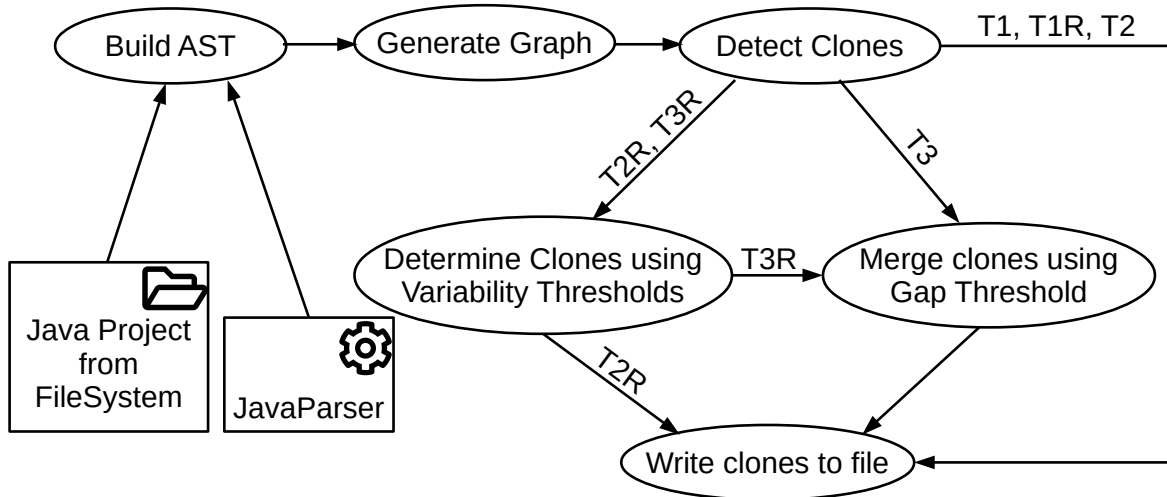 Build AST
Generate Graph
Detect Clones
T1, T1R, T2
T2R, T3R
T3
Determine Clones using
Variability Thresholds
T3R
Merge clones using
Gap Threshold
Java Project
from
FileSystem
JavaParser
T2R
Write clones to file